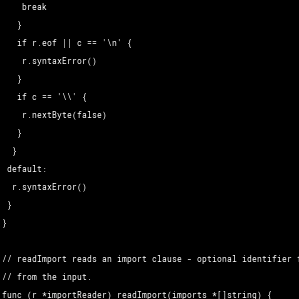 break
}
if r.eof || c == '\n' {
r.syntaxError()
}
if c == '\\' {
r.nextByte(false)
}
}
default:
r.syntaxError()
}
}
// readImport reads an import clause - optional identifier
// from the input.
func (r *importReader) readImport(imports *[]string) {